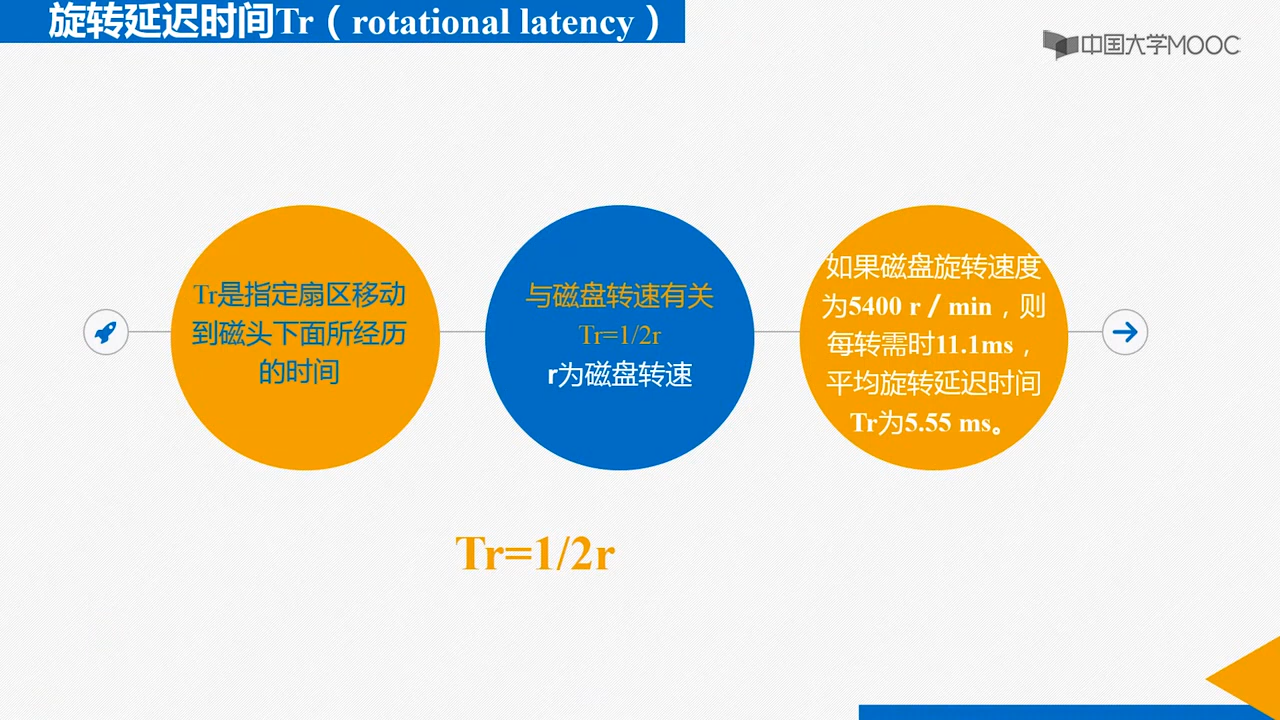 旋转延迟时间Tr（rotational latency）
中国大学MOOC
Tr是指定扇区移动
到磁头下面所经历
的时间
与磁盘转速有关
Tr=1/2r
r为磁盘转速
如果磁盘旋转速度
为5400 r／min，则
每转需时11.1ms，
平均旋转延迟时间
Tr为5.55 ms。
Tr=1/2r